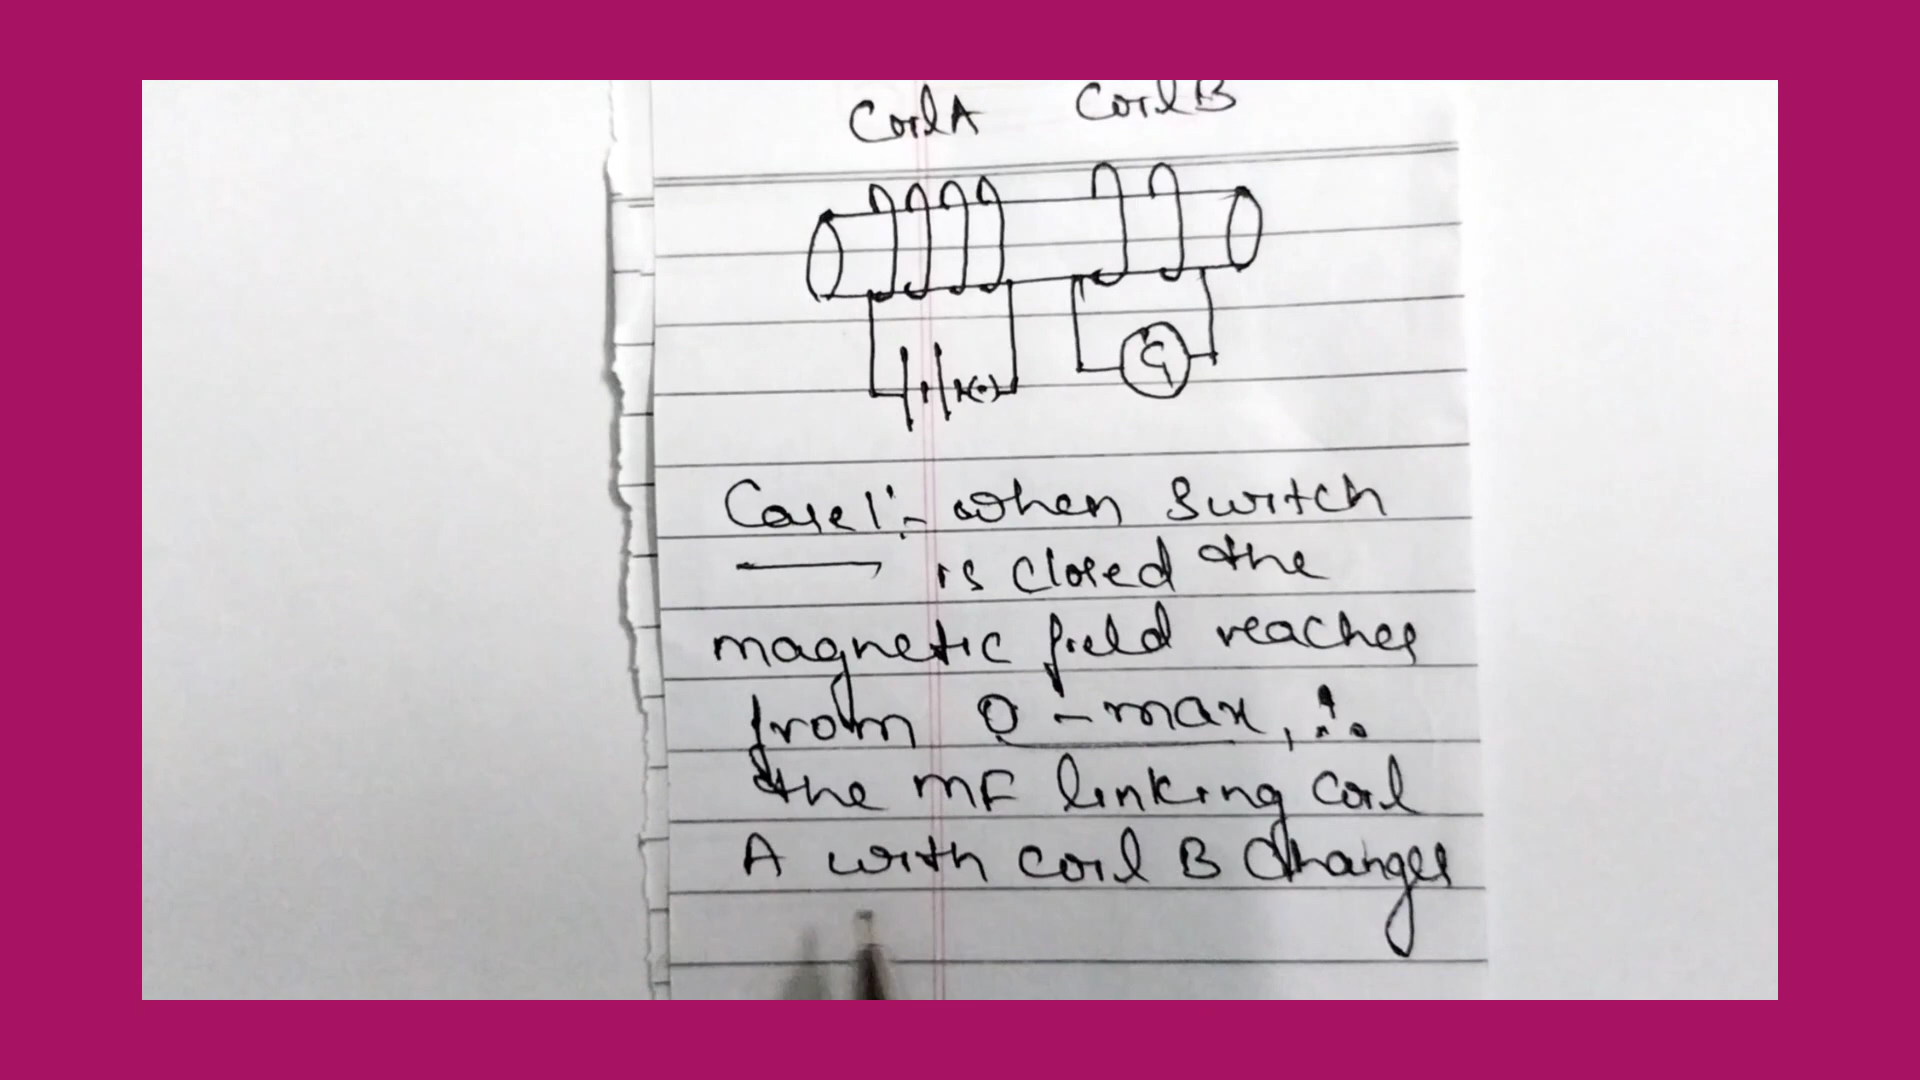 Coil A Coil B
G
Case 1:- when switch
is closed the
magnetic field reaches
from 0 - max, ∴
the MF linking coil
A with coil B changes